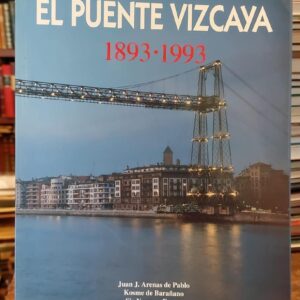 EL PUENTE VIZCAYA
1893·1993
Juan J. Arenas de Pablo
Kosme de Barañano